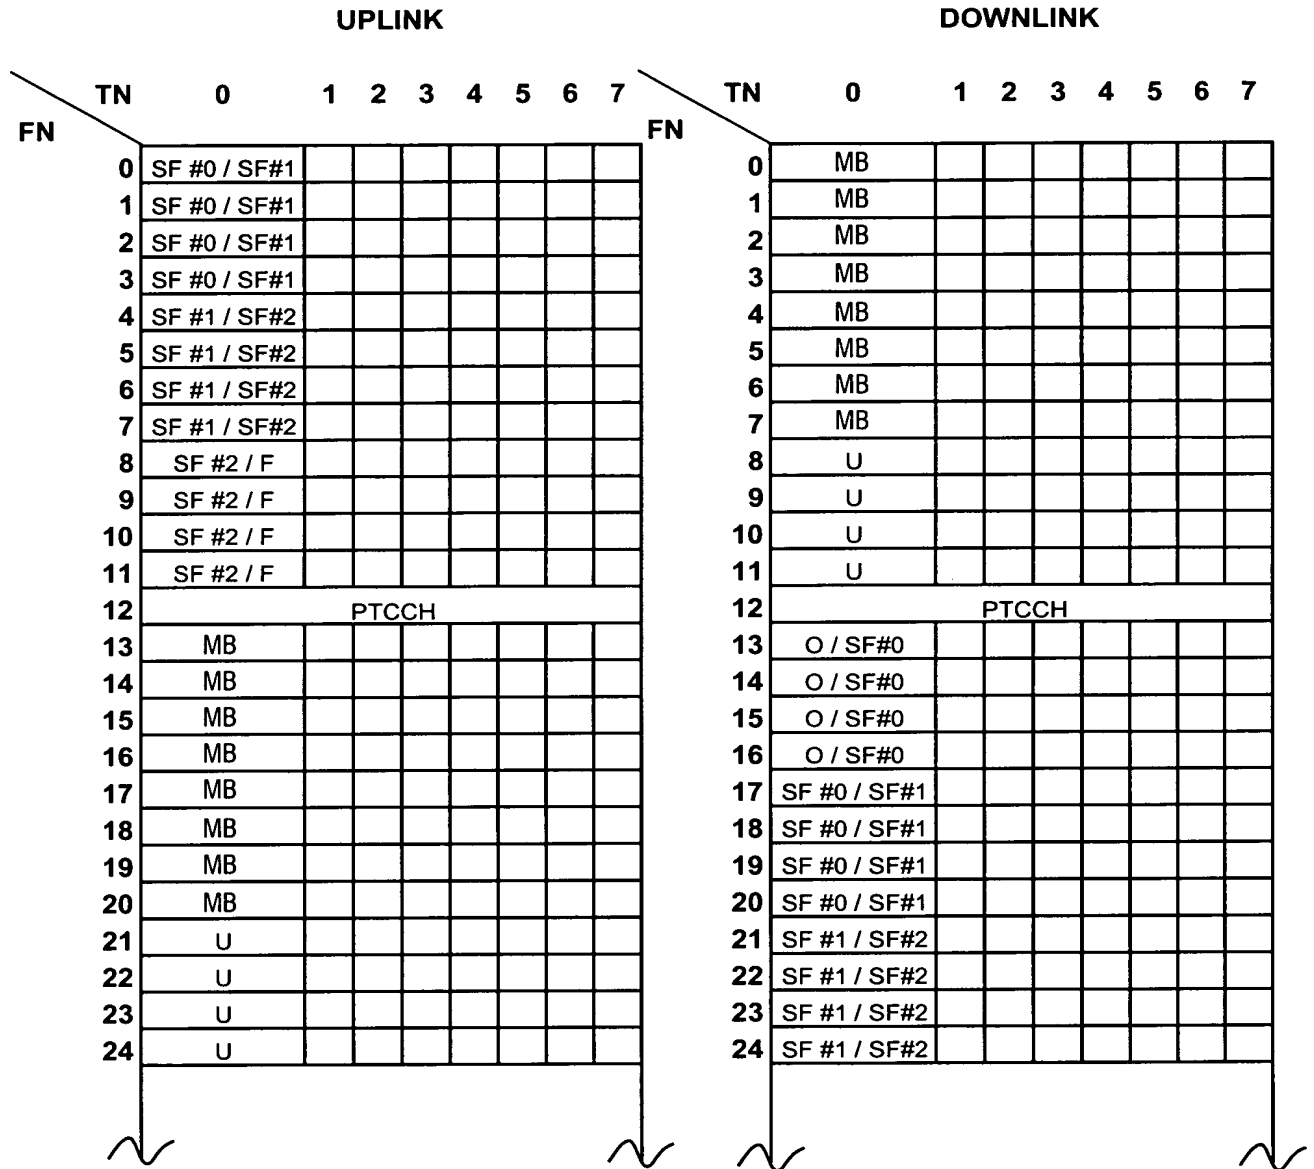 UPLINK
TN 0 1 2 3 4 5 6 7
FN
0 SF #0 / SF#1
1 SF #0 / SF#1
2 SF #0 / SF#1
3 SF #0 / SF#1
4 SF #1 / SF#2
5 SF #1 / SF#2
6 SF #1 / SF#2
7 SF #1 / SF#2
8 SF #2 / F
9 SF #2 / F
10 SF #2 / F
11 SF #2 / F
12 PTCCH
13 MB
14 MB
15 MB
16 MB
17 MB
18 MB
19 MB
20 MB
21 U
22 U
23 U
24 U
DOWNLINK
TN 0 1 2 3 4 5 6 7
FN
0 MB
1 MB
2 MB
3 MB
4 MB
5 MB
6 MB
7 MB
8 U
9 U
10 U
11 U
12 PTCCH
13 O / SF#0
14 O / SF#0
15 O / SF#0
16 O / SF#0
17 SF #0 / SF#1
18 SF #0 / SF#1
19 SF #0 / SF#1
20 SF #0 / SF#1
21 SF #1 / SF#2
22 SF #1 / SF#2
23 SF #1 / SF#2
24 SF #1 / SF#2